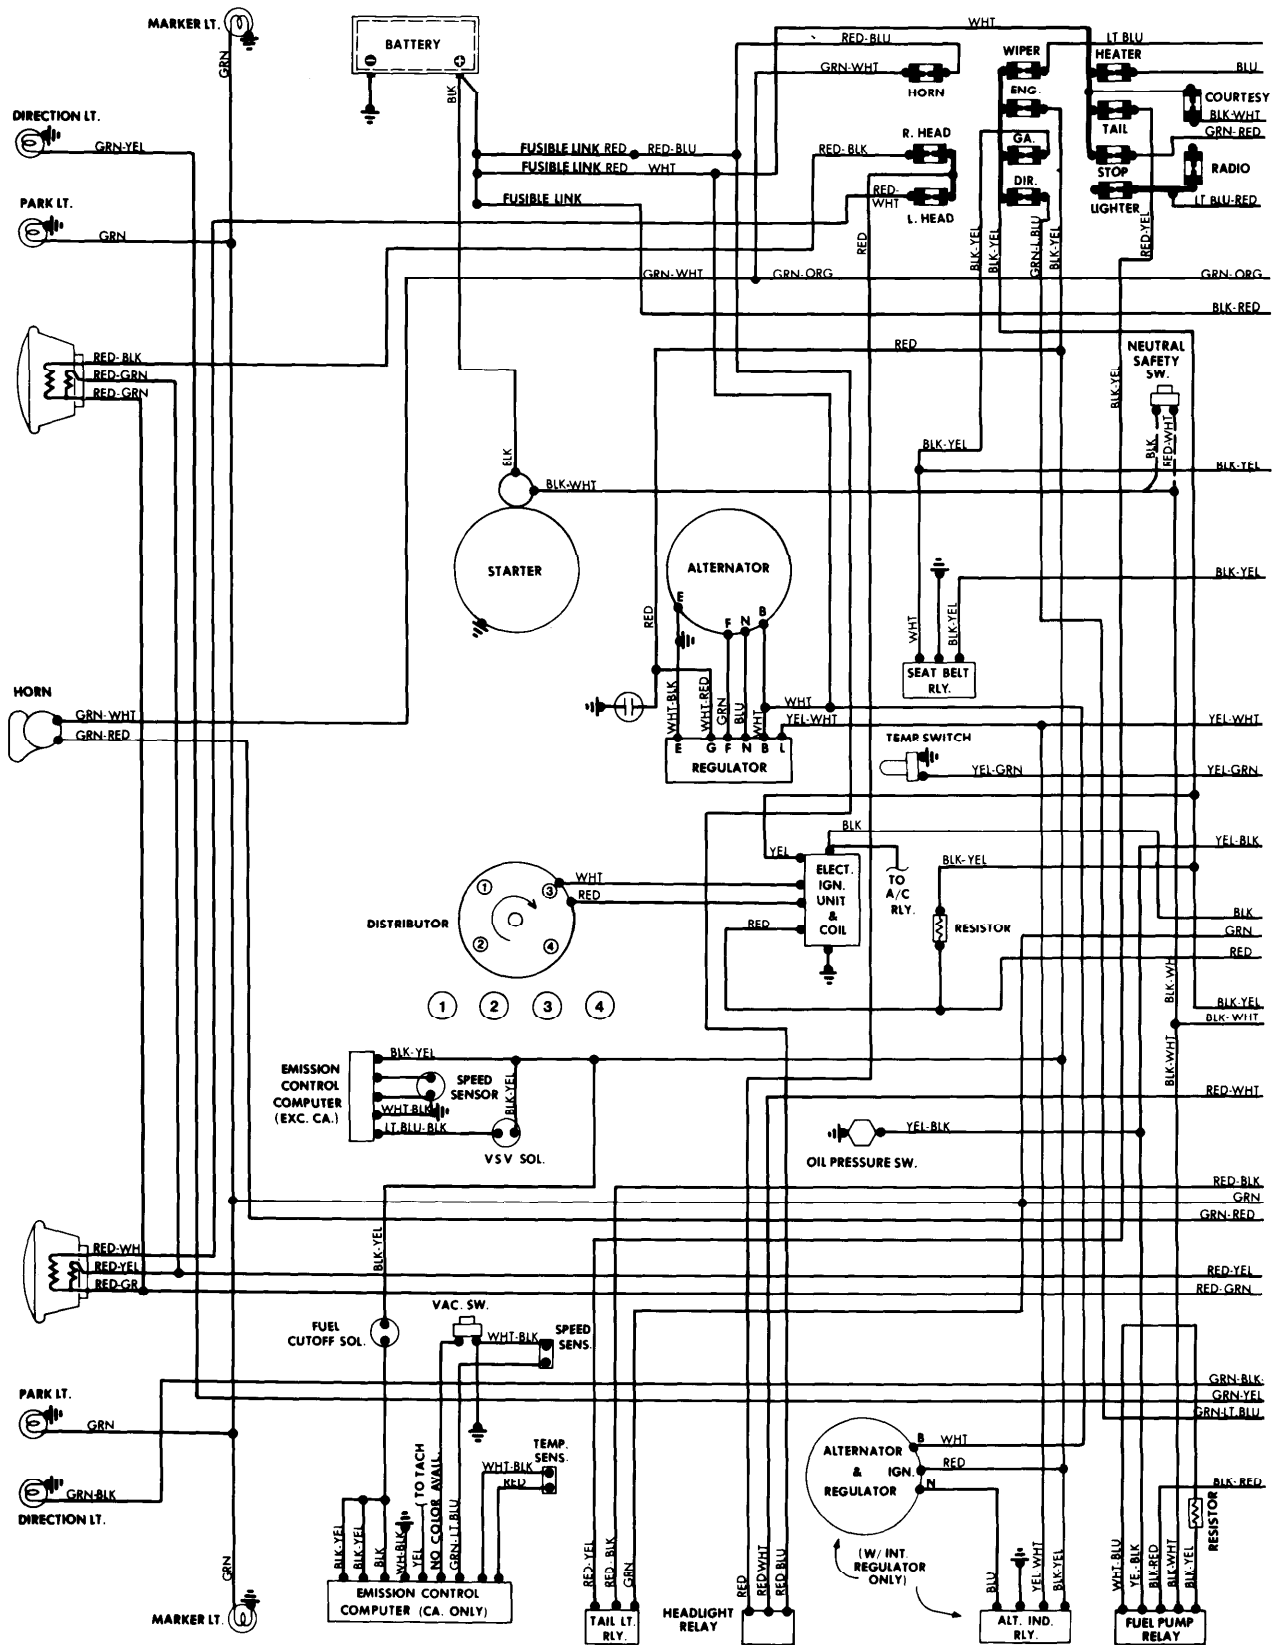 MARKER LT.
GRN
BATTERY
BLK
WHT
RED-BLU
GRN-WHT
HORN
WIPER
LT BLU
HEATER
BLU
ENG.
COURTESY
BLK-WHT
TAIL
GRN-RED
DIRECTION LT.
GRN-YEL
R. HEAD
GA.
STOP
RADIO
FUSIBLE LINK RED
RED-BLU
RED-BLK
FUSIBLE LINK RED
WHT
DIR.
FUSIBLE LINK
RED-
WHT
L. HEAD
LIGHTER
LT BLU-RED
PARK LT.
GRN
RED
BLK-YEL
BLK-YEL
GRN-L.BLU
BLK-YEL
RED-YEL
GRN-WHT
GRN-ORG
GRN-ORG
BLK-RED
RED
NEUTRAL
SAFETY
SW.
RED-BLK
RED-GRN
RED-GRN
BLK-YEL
BLK
RED-WHT
BLK-YEL
BLK-YEL
BLK-WHT
STARTER
ALTERNATOR
E
F
N
B
BLK-YEL
RED
WHT
BLK-YEL
SEAT BELT
RLY.
HORN
GRN-WHT
GRN-RED
WHT-BLK
WHT-RED
GRN
BLU
WHT
WHT
YEL-WHT
YEL-WHT
E G F N B L
REGULATOR
TEMP. SWITCH
YEL-GRN
YEL-GRN
BLK
YEL
YEL-BLK
ELECT.
IGN.
UNIT
&
COIL
TO
A/C
RLY.
BLK-YEL
RESISTOR
BLK
GRN
RED
DISTRIBUTOR
1
3
2
4
WHT
RED
RED
1 2 3 4
BLK-WH
BLK-YEL
BLK-WHT
BLK-WHT
EMISSION
CONTROL
COMPUTER
(EXC. CA.)
BLK-YEL
SPEED
SENSOR
WHT-BLK
LT.BLU-BLK
BLK-YEL
VSV SOL.
RED-WHT
YEL-BLK
OIL PRESSURE SW.
RED-BLK
GRN
GRN-RED
RED-WH
RED-YEL
RED-GR
BLK-YEL
RED-YEL
RED-GRN
FUEL
CUTOFF SOL.
VAC. SW.
WHT-BLK
SPEED
SENS.
PARK LT.
GRN
GRN-BLK
GRN-YEL
GRN-LT.BLU
DIRECTION LT.
GRN-BLK
TEMP.
SENS.
WHT-BLK
RED
ALTERNATOR
&
REGULATOR
B
IGN.
N
WHT
RED
BLK-RED
RESISTOR
(W/ INT.
REGULATOR
ONLY)
GRN
BLK-YEL
BLK-YEL
BLK
WH-BLK
YEL
(TO TACH
NO COLOR AVAIL.
GRN-LT.BLU
RED-YEL
RED-BLK
GRN
RED
RED WHT
RED BLU
BLU
YEL-WHT
BLK-YEL
WHT-BLU
YE.-BLK
BLK-RED
BLK-WHT
BLK-YEL
MARKER LT.
EMISSION CONTROL
COMPUTER (CA. ONLY)
TAIL LT.
RLY.
HEADLIGHT
RELAY
ALT. IND.
RLY.
FUEL PUMP
RELAY